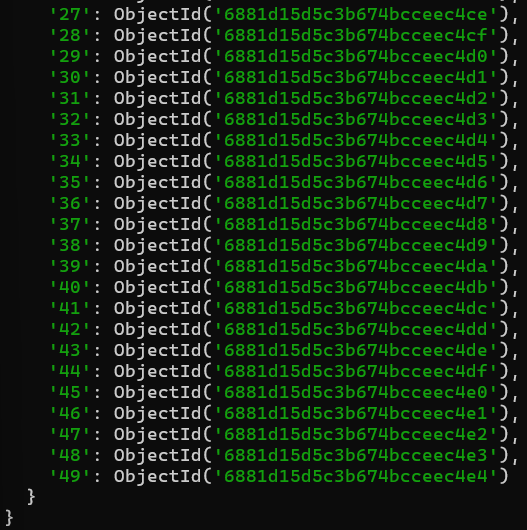 '27': ObjectId('6881d15d5c3b674bcceec4ce'),
'28': ObjectId('6881d15d5c3b674bcceec4cf'),
'29': ObjectId('6881d15d5c3b674bcceec4d0'),
'30': ObjectId('6881d15d5c3b674bcceec4d1'),
'31': ObjectId('6881d15d5c3b674bcceec4d2'),
'32': ObjectId('6881d15d5c3b674bcceec4d3'),
'33': ObjectId('6881d15d5c3b674bcceec4d4'),
'34': ObjectId('6881d15d5c3b674bcceec4d5'),
'35': ObjectId('6881d15d5c3b674bcceec4d6'),
'36': ObjectId('6881d15d5c3b674bcceec4d7'),
'37': ObjectId('6881d15d5c3b674bcceec4d8'),
'38': ObjectId('6881d15d5c3b674bcceec4d9'),
'39': ObjectId('6881d15d5c3b674bcceec4da'),
'40': ObjectId('6881d15d5c3b674bcceec4db'),
'41': ObjectId('6881d15d5c3b674bcceec4dc'),
'42': ObjectId('6881d15d5c3b674bcceec4dd'),
'43': ObjectId('6881d15d5c3b674bcceec4de'),
'44': ObjectId('6881d15d5c3b674bcceec4df'),
'45': ObjectId('6881d15d5c3b674bcceec4e0'),
'46': ObjectId('6881d15d5c3b674bcceec4e1'),
'47': ObjectId('6881d15d5c3b674bcceec4e2'),
'48': ObjectId('6881d15d5c3b674bcceec4e3'),
'49': ObjectId('6881d15d5c3b674bcceec4e4')
}
}